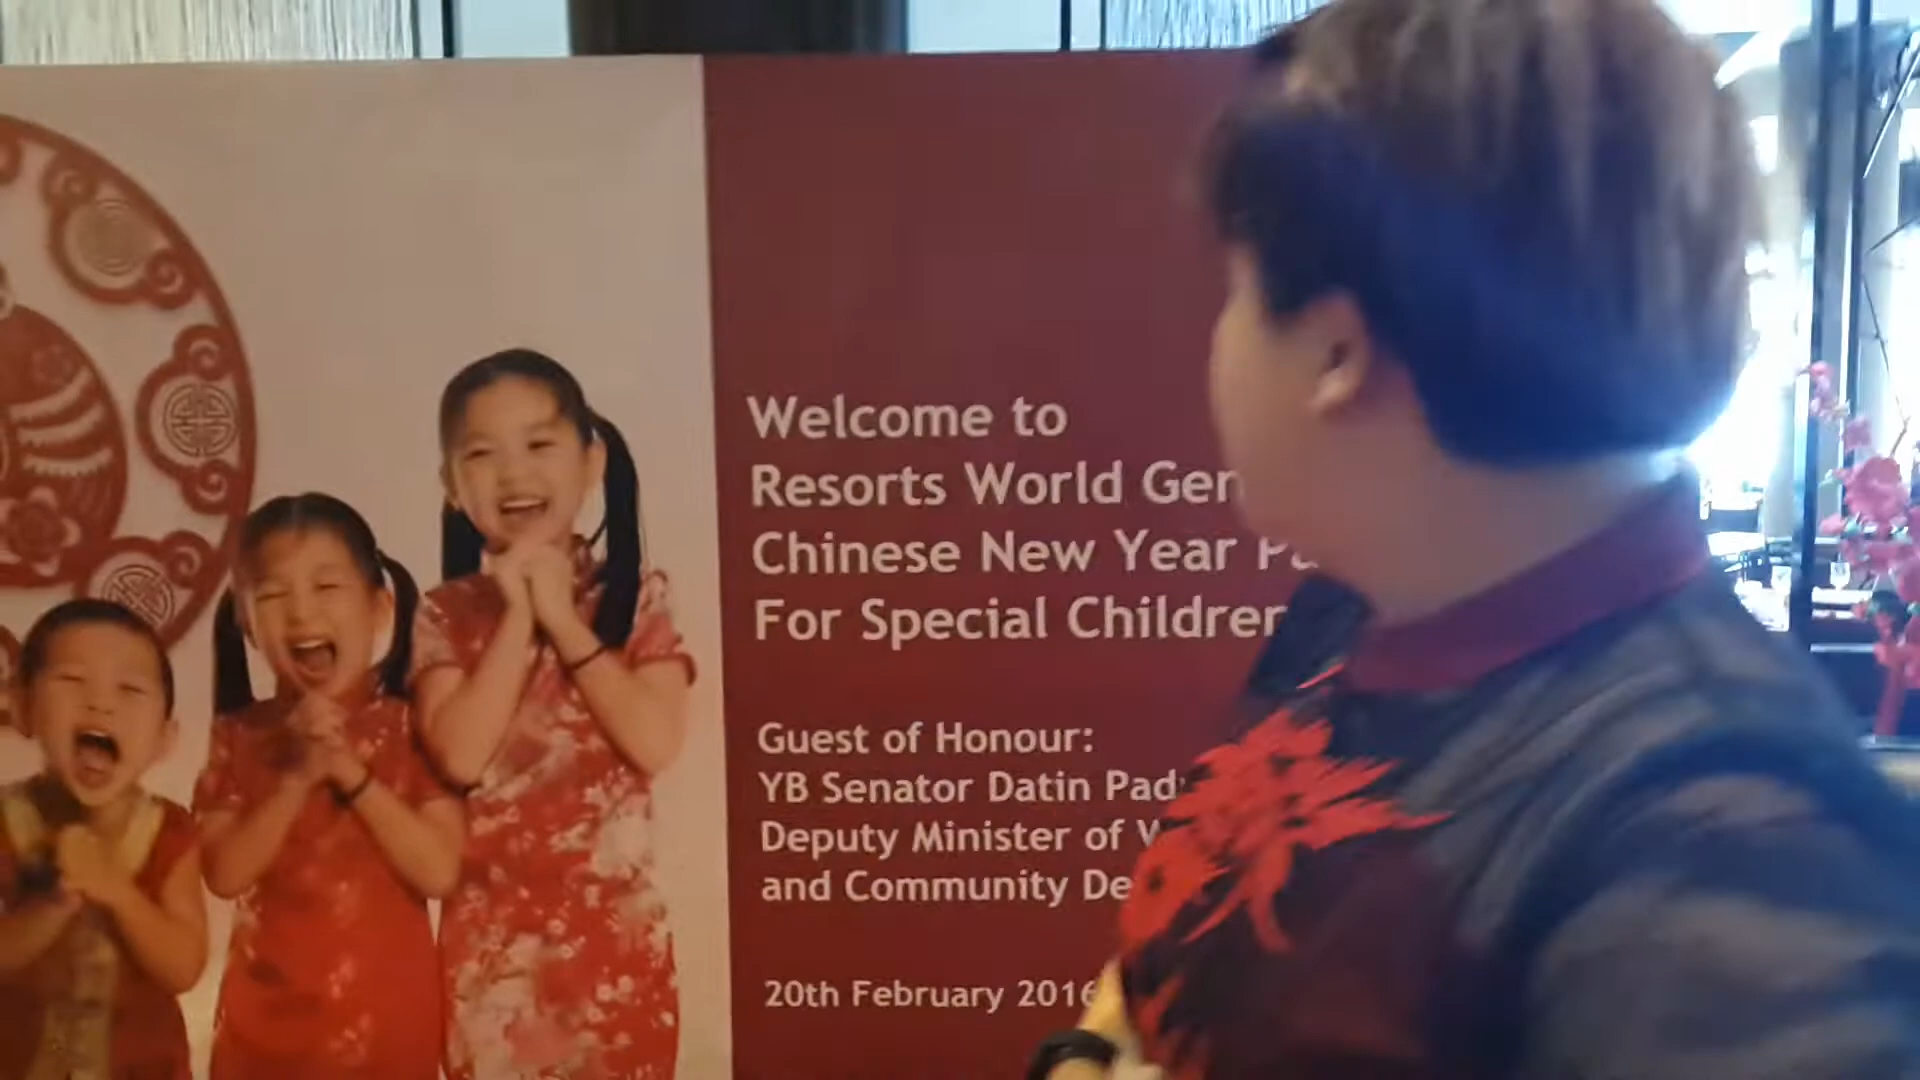 Welcome to
Resorts World Gen
Chinese New Year Pa
For Special Children
Guest of Honour:
YB Senator Datin Pad
Deputy Minister of
and Community De
20th February 2016